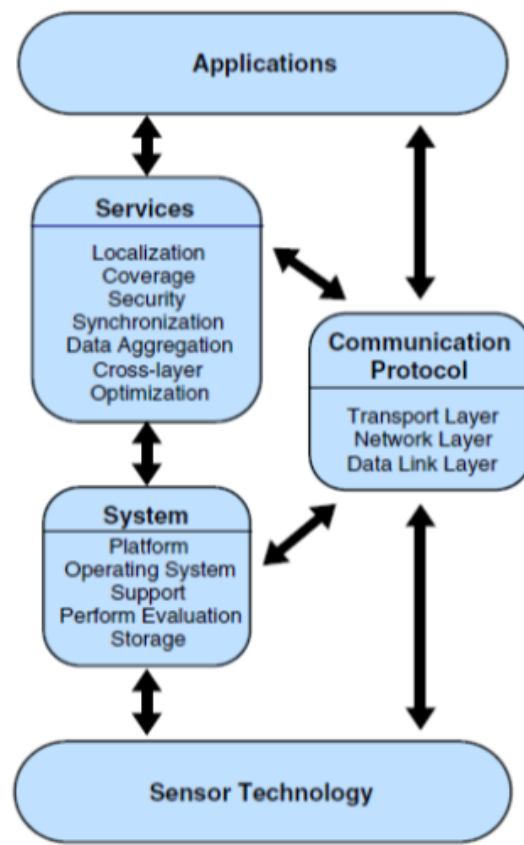 Applications
Services
Localization
Coverage
Security
Synchronization
Data Aggregation
Cross-layer
Optimization
Communication
Protocol
Transport Layer
Network Layer
Data Link Layer
System
Platform
Operating System
Support
Perform Evaluation
Storage
Sensor Technology